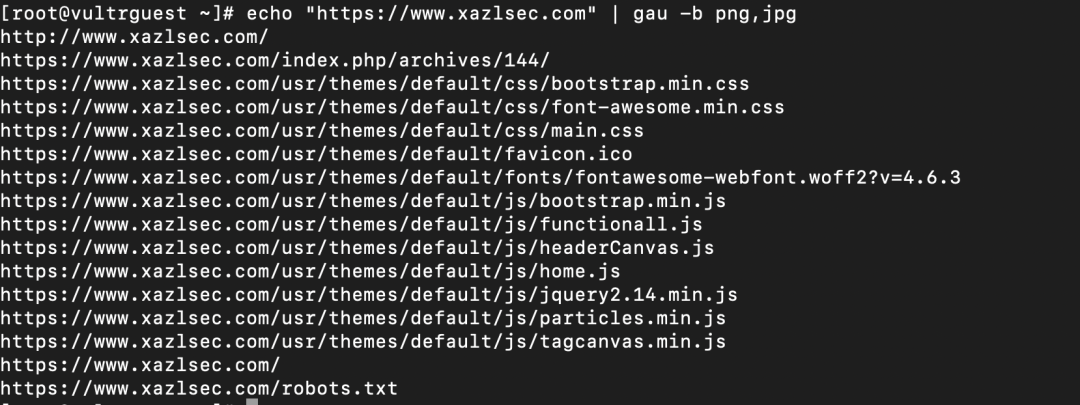 [root@vultrguest ~]# echo "https://www.xazlsec.com" | gau -b png,jpg
http://www.xazlsec.com/
https://www.xazlsec.com/index.php/archives/144/
https://www.xazlsec.com/usr/themes/default/css/bootstrap.min.css
https://www.xazlsec.com/usr/themes/default/css/font-awesome.min.css
https://www.xazlsec.com/usr/themes/default/css/main.css
https://www.xazlsec.com/usr/themes/default/favicon.ico
https://www.xazlsec.com/usr/themes/default/fonts/fontawesome-webfont.woff2?v=4.6.3
https://www.xazlsec.com/usr/themes/default/js/bootstrap.min.js
https://www.xazlsec.com/usr/themes/default/js/functionall.js
https://www.xazlsec.com/usr/themes/default/js/headerCanvas.js
https://www.xazlsec.com/usr/themes/default/js/home.js
https://www.xazlsec.com/usr/themes/default/js/jquery2.14.min.js
https://www.xazlsec.com/usr/themes/default/js/particles.min.js
https://www.xazlsec.com/usr/themes/default/js/tagcanvas.min.js
https://www.xazlsec.com/
https://www.xazlsec.com/robots.txt